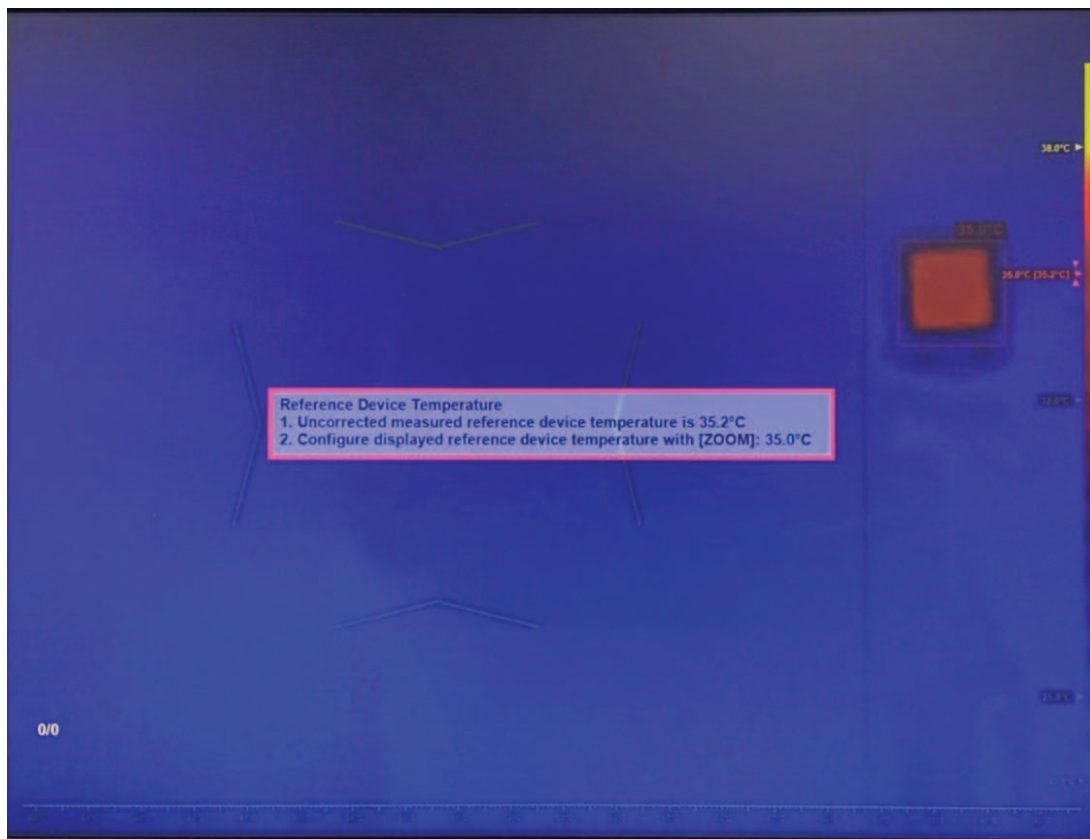 38.0°C
35.0°C
35.0°C [35.2°C]
Reference Device Temperature
1. Uncorrected measured reference device temperature is 35.2°C
2. Configure displayed reference device temperature with [ZOOM]: 35.0°C
0/0